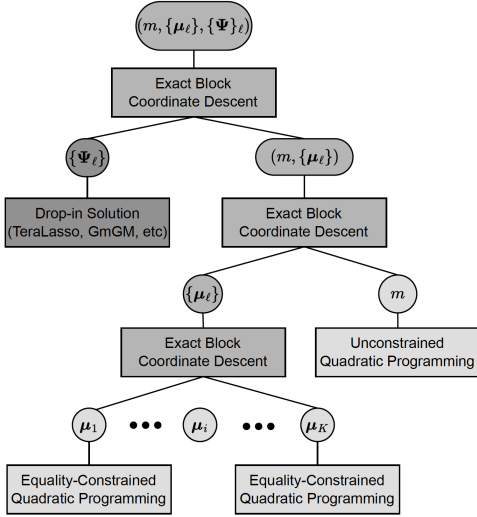 (m, {μ_ℓ}, {Ψ}_ℓ)
Exact Block
Coordinate Descent
{Ψ_ℓ}
(m, {μ_ℓ})
Drop-in Solution
(TeraLasso, GmGM, etc)
Exact Block
Coordinate Descent
{μ_ℓ}
m
Exact Block
Coordinate Descent
Unconstrained
Quadratic Programming
μ_1 ••• μ_i ••• μ_K
Equality-Constrained
Quadratic Programming
Equality-Constrained
Quadratic Programming